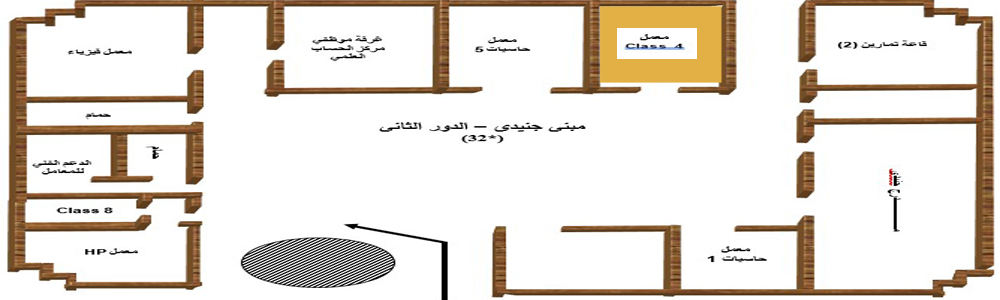 معمل فيزياء
غرفة موظفي
مركز الحساب
العلمي
معمل
حاسبات 5
معمل
Class 4
قاعة تمارين (2)
حمام
مبنى جنيدى – الدور الثانى
(32*)
الدعم الفني
للمعامل
Class 8
معمل HP
معمل
حاسبات 1